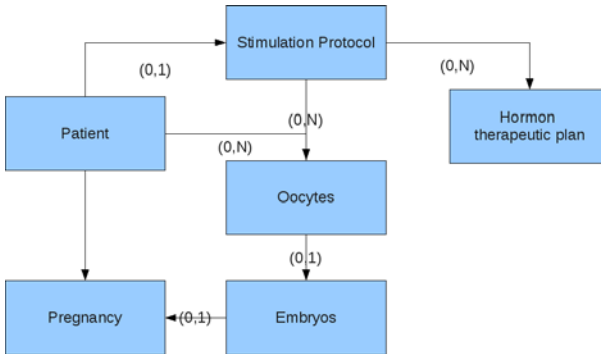 Stimulation Protocol
(0,1)
(0,N)
Patient
(0,N)
Hormon
therapeutic plan
(0,N)
Oocytes
(0,1)
Pregnancy
(0,1)
Embryos